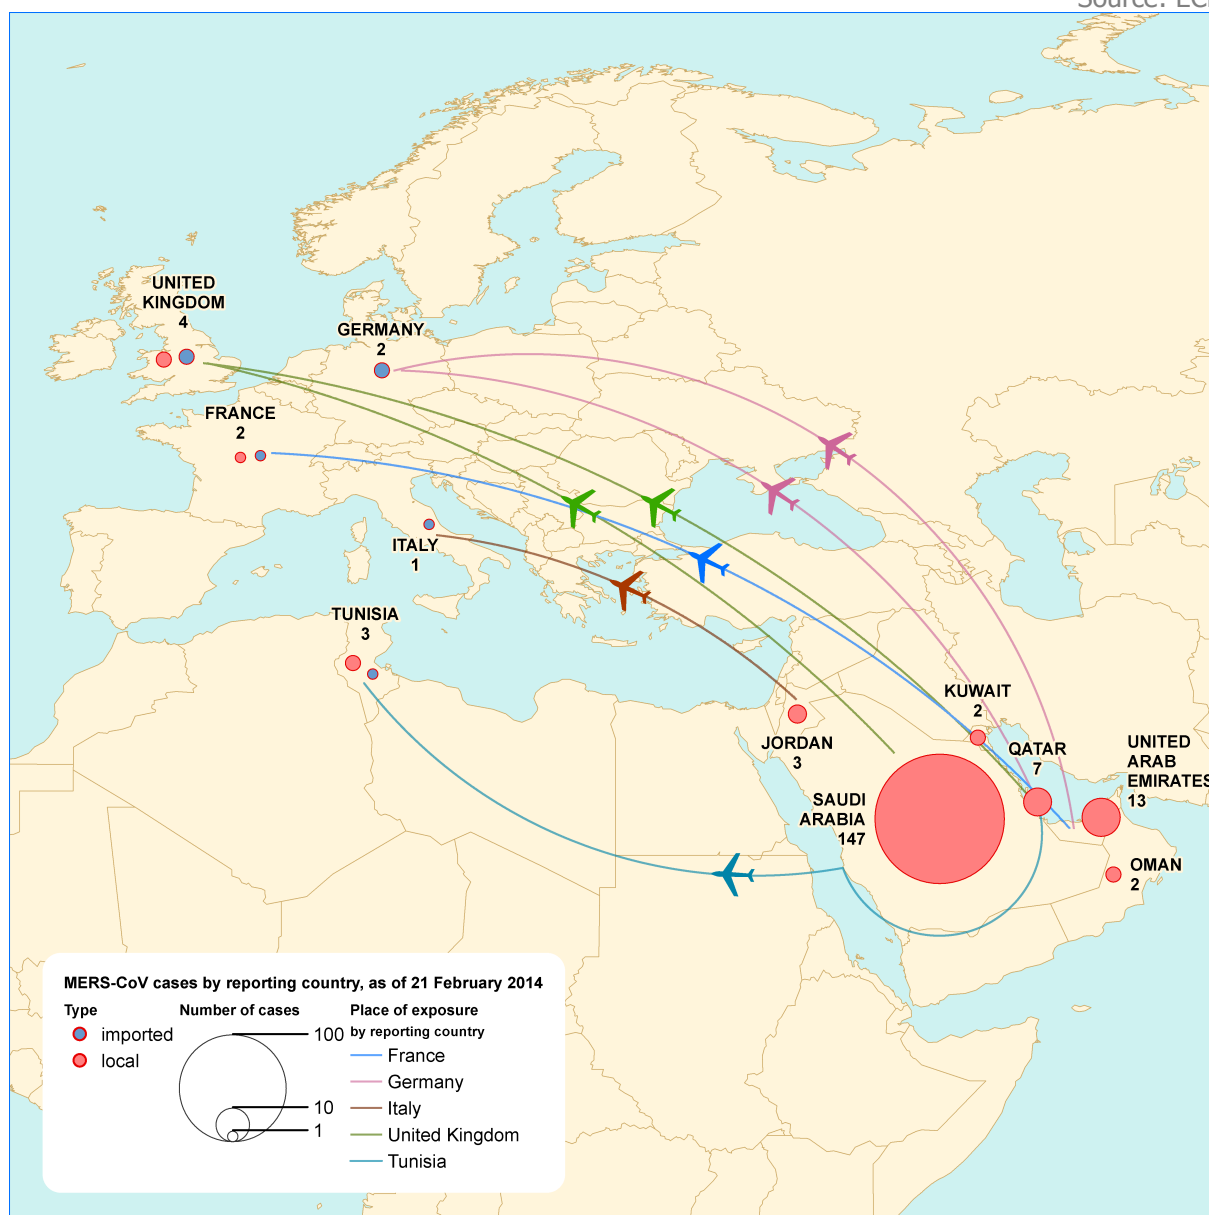 Source:
UNITED
KINGDOM
4
GERMANY
2
FRANCE
2
ITALY
1
TUNISIA
3
KUWAIT
2
JORDAN
3
QATAR
7
UNITED
ARAB
EMIRATES
13
SAUDI
ARABIA
147
OMAN
2
MERS-CoV cases by reporting country, as of 21 February 2014
Type
imported
local
Number of cases
100
10
1
Place of exposure
by reporting country
France
Germany
Italy
United Kingdom
Tunisia